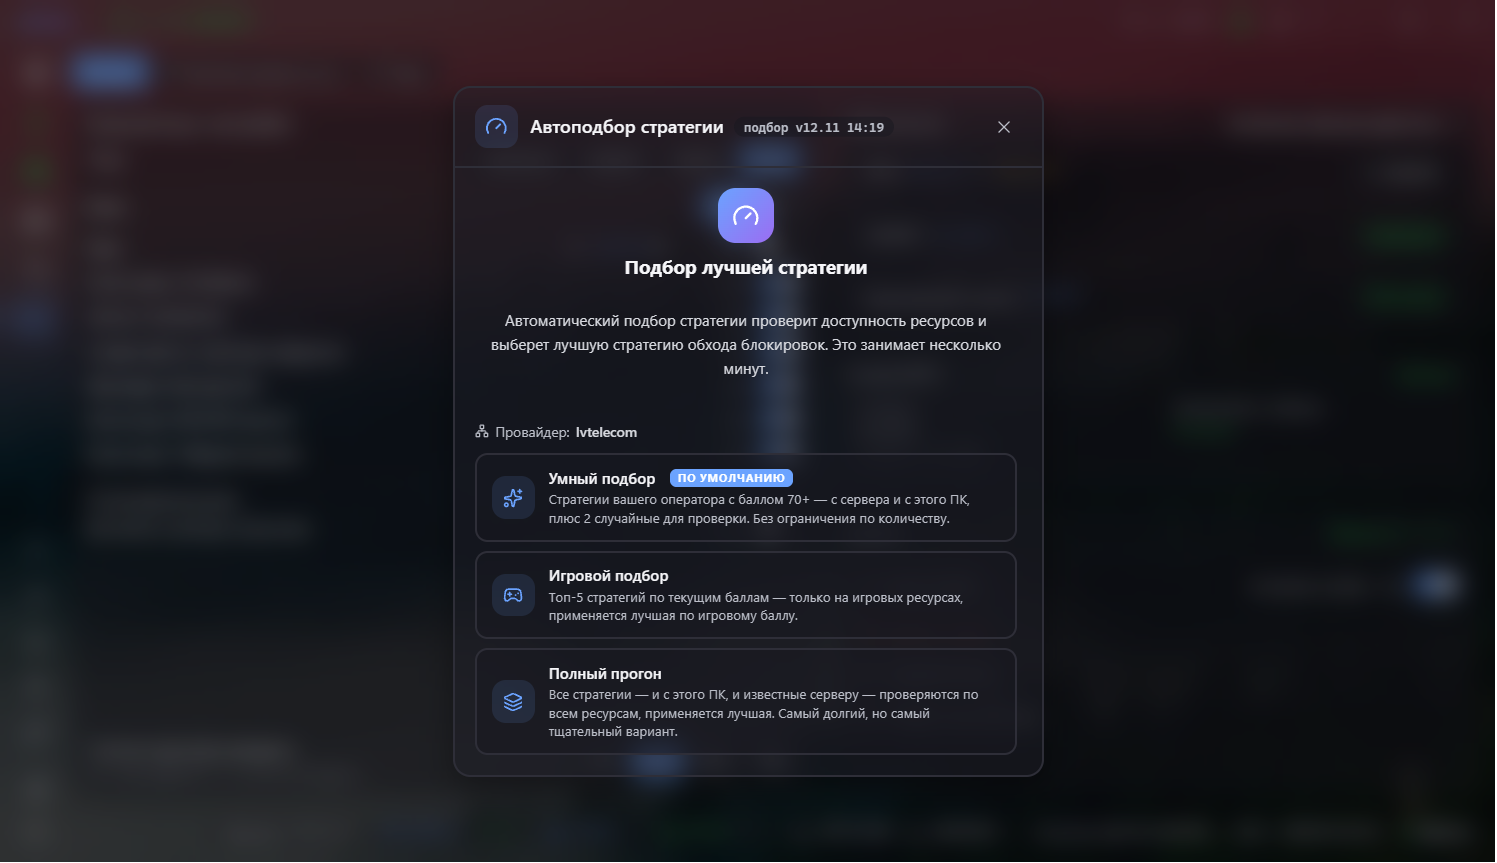 Автоподбор стратегии подбор v12.11 14:19
Подбор лучшей стратегии
Автоматический подбор стратегии проверит доступность ресурсов и
выберет лучшую стратегию обхода блокировок. Это занимает несколько
минут.
Провайдер: lvtelecom
Умный подбор ПО УМОЛЧАНИЮ
Стратегии вашего оператора с баллом 70+ — с сервера и с этого ПК,
плюс 2 случайные для проверки. Без ограничения по количеству.
Игровой подбор
Топ-5 стратегий по текущим баллам — только на игровых ресурсах,
применяется лучшая по игровому баллу.
Полный прогон
Все стратегии — и с этого ПК, и известные серверу — проверяются по
всем ресурсам, применяется лучшая. Самый долгий, но самый
тщательный вариант.